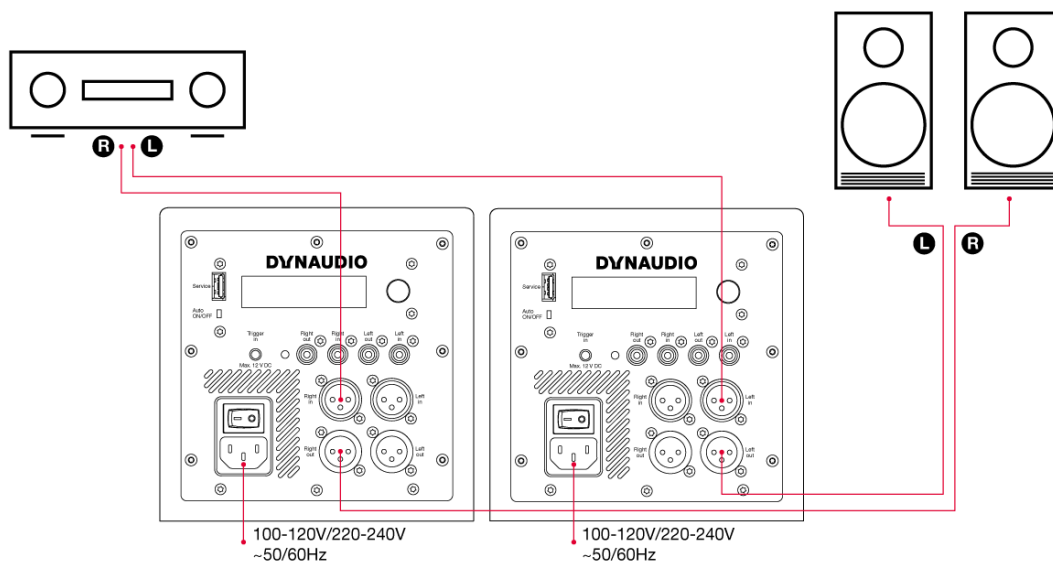 R L
L R
DYNAUDIO
Service
Auto
ON/OFF
Trigger
in
Max. 12 V DC
Right
out
Right
in
Left
out
Left
in
Right
in
Left
in
Right
out
Left
out
100-120V/220-240V
~50/60Hz
DYNAUDIO
Service
Auto
ON/OFF
Trigger
in
Max. 12 V DC
Right
out
Right
in
Left
out
Left
in
Right
in
Left
in
Right
out
Left
out
100-120V/220-240V
~50/60Hz